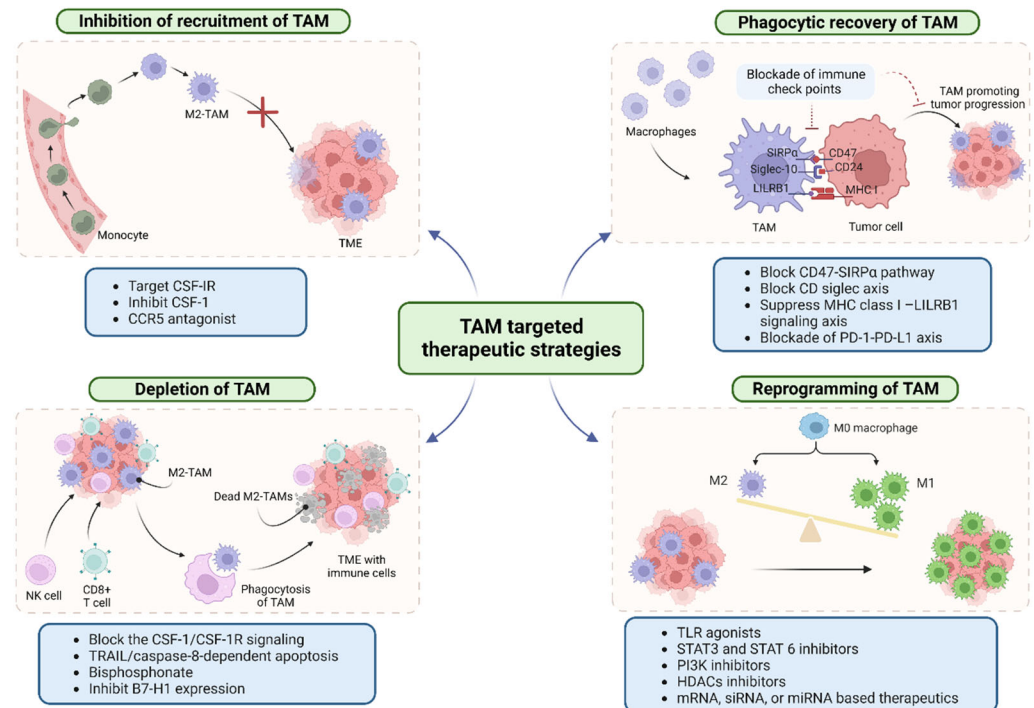 Inhibition of recruitment of TAM
M2-TAM
Monocyte
TME
Target CSF-IR
Inhibit CSF-1
CCR5 antagonist
Phagocytic recovery of TAM
Blockade of immune
check points
TAM promoting
tumor progression
Macrophages
SIRPα
CD47
Siglec-10
CD24
LILRB1
MHC I
TAM
Tumor cell
Block CD47-SIRPα pathway
Block CD siglec axis
Suppress MHC class I –LILRB1
signaling axis
Blockade of PD-1-PD-L1 axis
TAM targeted
therapeutic strategies
Depletion of TAM
M2-TAM
Dead M2-TAMs
NK cell
CD8+
T cell
Phagocytosis
of TAM
TME with
immune cells
Block the CSF-1/CSF-1R signaling
TRAIL/caspase-8-dependent apoptosis
Bisphosphonate
Inhibit B7-H1 expression
Reprogramming of TAM
M0 macrophage
M2
M1
TLR agonists
STAT3 and STAT 6 inhibitors
PI3K inhibitors
HDACs inhibitors
mRNA, siRNA, or miRNA based therapeutics